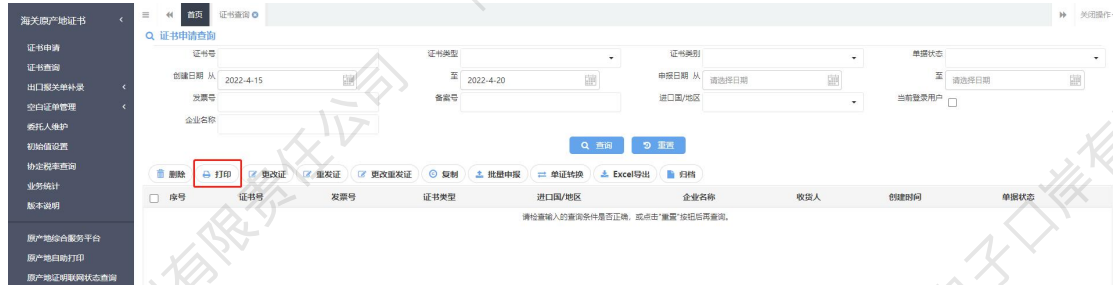 海关原产地证书
首页 证书查询 关闭操作
证书申请查询
证书申请
证书查询
出口报关单补录
空白证单管理
委托人维护
初始值设置
协定税率查询
业务统计
版本说明
原产地综合服务平台
原产地自助打印
原产地证明联网状态查询
证书号 证书类型 证书类别 单据状态
创建日期 从 2022-4-15 至 2022-4-20 申报日期 从 请选择日期 至 请选择日期
发票号 备案号 进口国/地区 当前登录用户
企业名称
查询 重置
删除 打印 更改证 重发证 更改重发证 复制 批量申报 单证转换 Excel导出 归档
序号 证书号 发票号 证书类型 进口国/地区 企业名称 收货人 创建时间 单据状态
请检查输入的查询条件是否正确，或点击"重置"按钮后再查询。
有限责任公司
子口岸有